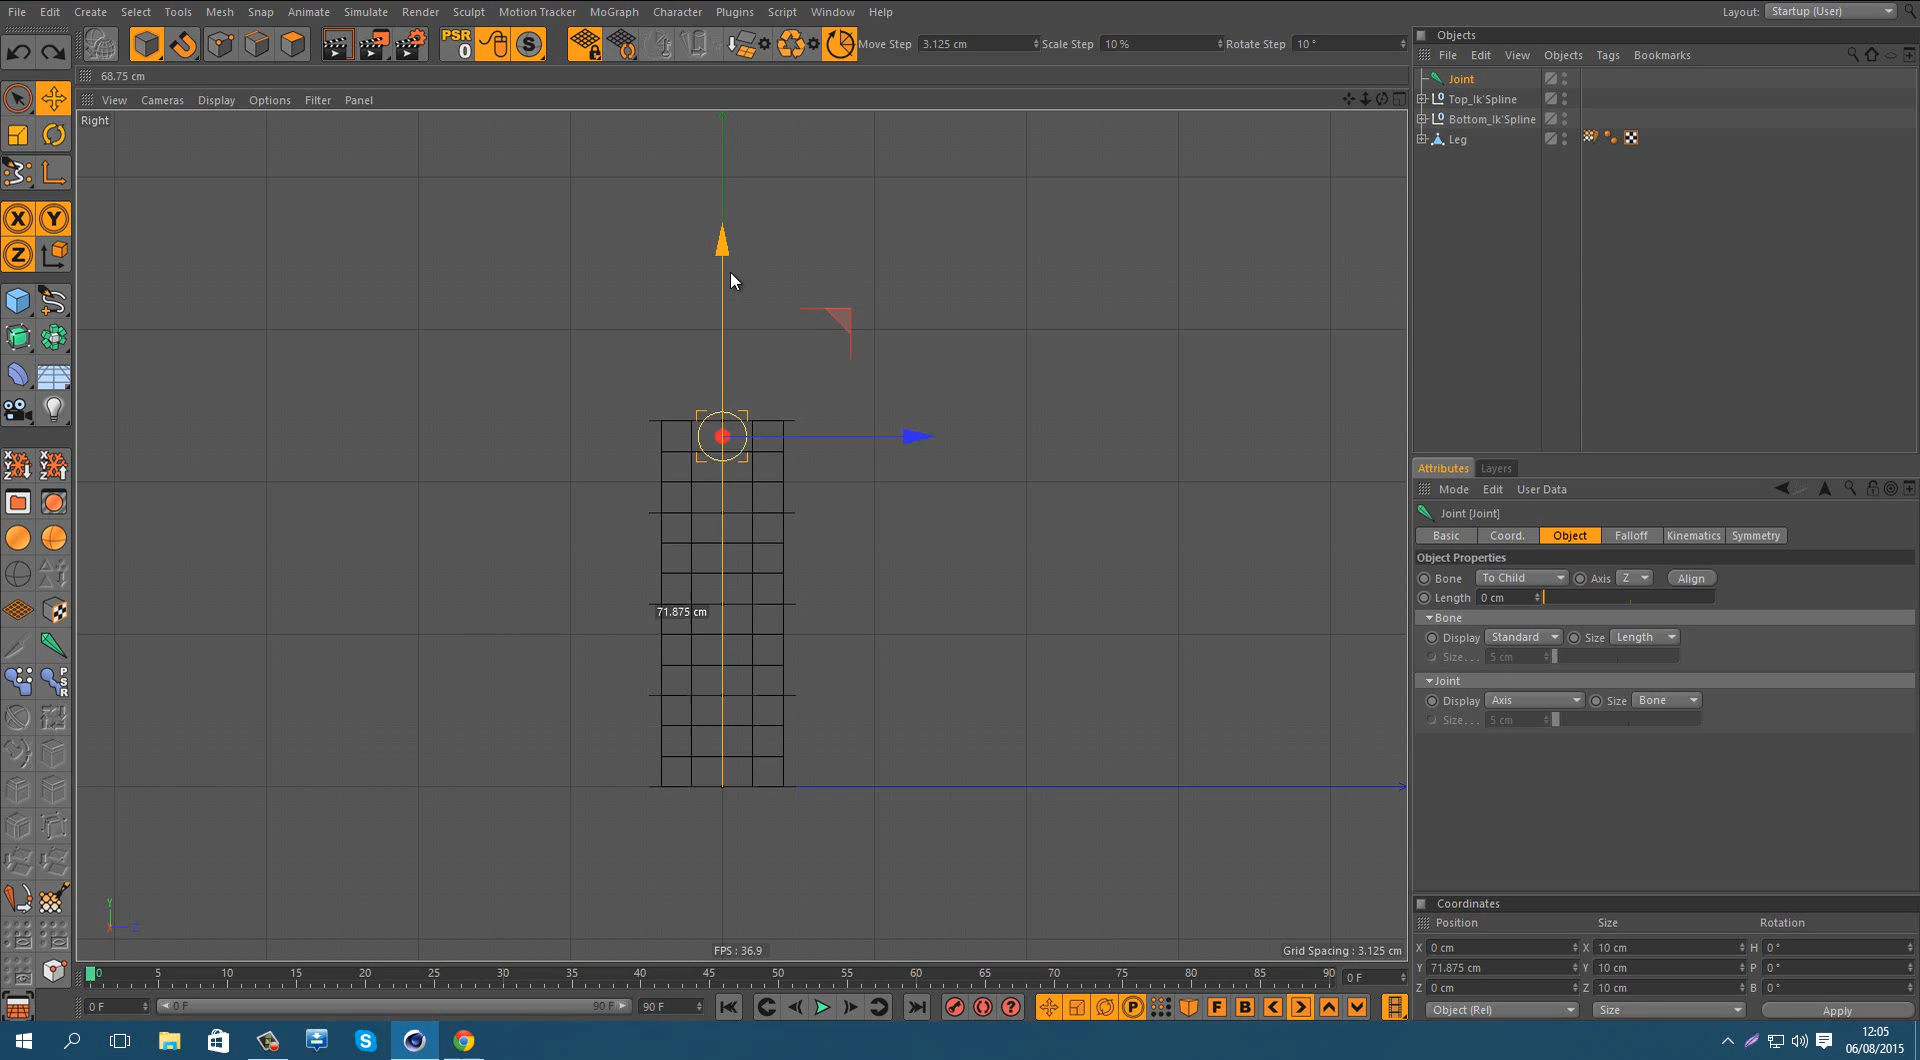 File Edit Create Select Tools Mesh Snap Animate Simulate Render Sculpt Motion Tracker MoGraph Character Plugins Script Window Help Layout: Startup (User)
PSR 0 S Move Step 3.125 cm Scale Step 10 % Rotate Step 10 °
68.75 cm
View Cameras Display Options Filter Panel
Right
X Y
Z
71.875 cm
P S R
Y
Z
FPS : 36.9
Grid Spacing : 3.125 cm
Objects
File Edit View Objects Tags Bookmarks
Joint
Top_Ik'Spline
Bottom_Ik'Spline
Leg
Attributes Layers
Mode Edit User Data
Joint [Joint]
Basic Coord. Object Falloff Kinematics Symmetry
Object Properties
Bone To Child Axis Z Align
Length 0 cm
Bone
Display Standard Size Length
Size... 5 cm
Joint
Display Axis Size Bone
Size... 5 cm
Coordinates
Position Size Rotation
X 0 cm X 10 cm H 0 °
Y 71.875 cm Y 10 cm P 0 °
Z 0 cm Z 10 cm B 0 °
Object (Rel) Size Apply
0 5 10 15 20 25 30 35 40 45 50 55 60 65 70 75 80 85 90 0 F
0 F 0 F 90 F 90 F P F B
12:05
06/08/2015